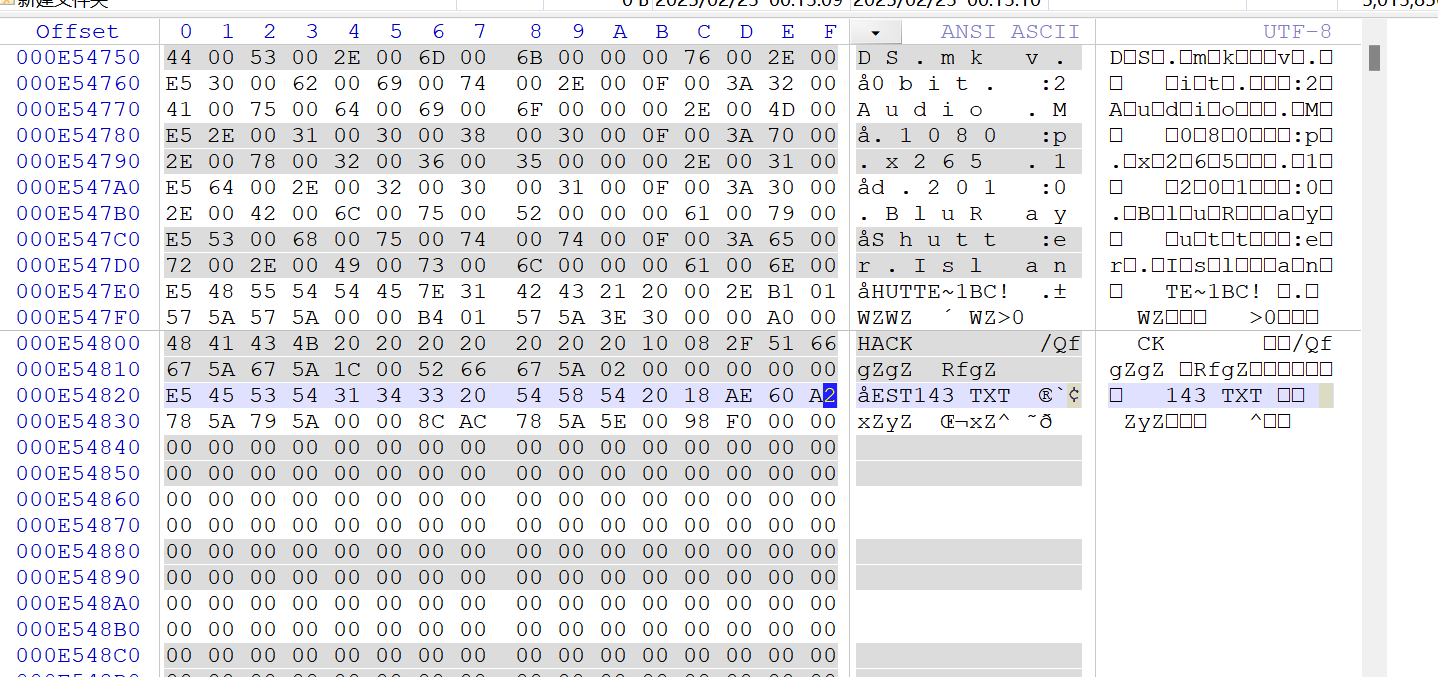 Offset 0 1 2 3 4 5 6 7 8 9 A B C D E F ANSI ASCII UTF-8
000E54750 44 00 53 00 2E 00 6D 00 6B 00 00 00 76 00 2E 00 D S . m k v . D□S□.□m□k□□□v□.□
000E54760 E5 30 00 62 00 69 00 74 00 2E 00 0F 00 3A 32 00 å0 b i t . :2 □ □i□t□.□□□:2□
000E54770 41 00 75 00 64 00 69 00 6F 00 00 00 2E 00 4D 00 A u d i o . M A□u□d□i□o□□□.□M□
000E54780 E5 2E 00 31 00 30 00 38 00 30 00 0F 00 3A 70 00 å. 1 0 8 0 :p □ □0□8□0□□□:p□
000E54790 2E 00 78 00 32 00 36 00 35 00 00 00 2E 00 31 00 . x 2 6 5 . 1 .□x□2□6□5□□□.□1□
000E547A0 E5 64 00 2E 00 32 00 30 00 31 00 0F 00 3A 30 00 åd . 2 0 1 :0 □ □2□0□1□□□:0□
000E547B0 2E 00 42 00 6C 00 75 00 52 00 00 00 61 00 79 00 . B l u R a y .□B□l□u□R□□□a□y□
000E547C0 E5 53 00 68 00 75 00 74 00 74 00 0F 00 3A 65 00 åS h u t t :e □ □u□t□t□□□:e□
000E547D0 72 00 2E 00 49 00 73 00 6C 00 00 00 61 00 6E 00 r . I s l a n r□.□I□s□l□□□a□n□
000E547E0 E5 48 55 54 54 45 7E 31 42 43 21 20 00 2E B1 01 åHUTTE~1BC! .± □ TE~1BC! □.□
000E547F0 57 5A 57 5A 00 00 B4 01 57 5A 3E 30 00 00 A0 00 WZWZ ´ WZ>0 WZ□□□ >0□□□
000E54800 48 41 43 4B 20 20 20 20 20 20 20 10 08 2F 51 66 HACK /Qf CK □□/Qf
000E54810 67 5A 67 5A 1C 00 52 66 67 5A 02 00 00 00 00 00 gZgZ RfgZ gZgZ □RfgZ□□□□□□
000E54820 E5 45 53 54 31 34 33 20 54 58 54 20 18 AE 60 A2 åEST143 TXT ®`¢ □ 143 TXT □□
000E54830 78 5A 79 5A 00 00 8C AC 78 5A 5E 00 98 F0 00 00 xZyZ Œ¬xZ^ ˜ð ZyZ□□□ ^□□
000E54840 00 00 00 00 00 00 00 00 00 00 00 00 00 00 00 00
000E54850 00 00 00 00 00 00 00 00 00 00 00 00 00 00 00 00
000E54860 00 00 00 00 00 00 00 00 00 00 00 00 00 00 00 00
000E54870 00 00 00 00 00 00 00 00 00 00 00 00 00 00 00 00
000E54880 00 00 00 00 00 00 00 00 00 00 00 00 00 00 00 00
000E54890 00 00 00 00 00 00 00 00 00 00 00 00 00 00 00 00
000E548A0 00 00 00 00 00 00 00 00 00 00 00 00 00 00 00 00
000E548B0 00 00 00 00 00 00 00 00 00 00 00 00 00 00 00 00
000E548C0 00 00 00 00 00 00 00 00 00 00 00 00 00 00 00 00